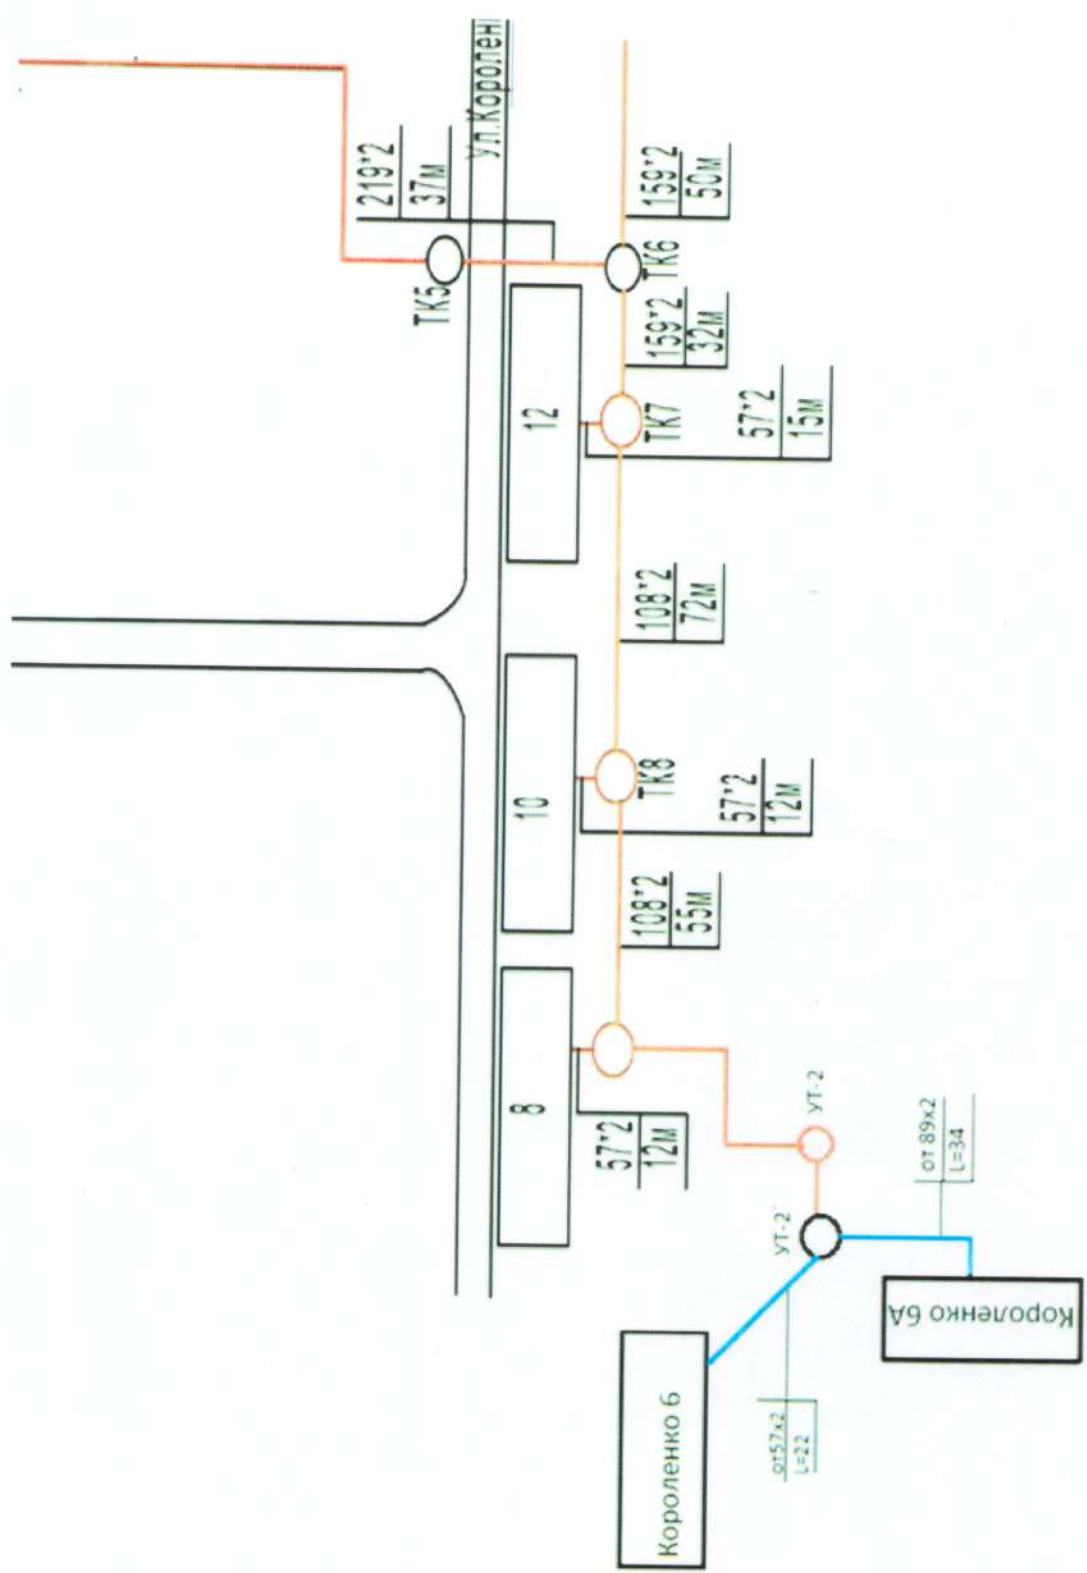 Ул.Королен
219*2
37м
ТК5
159*2
50м
ТК6
159*2
32м
12
ТК7
57*2
15м
108*2
72м
10
ТК8
57*2
12м
108*2
55м
8
57*2
12м
УТ-2
УТ-2'
от 89х2
L=34
Короленко 6А
Короленко 6
от57х2
L=22